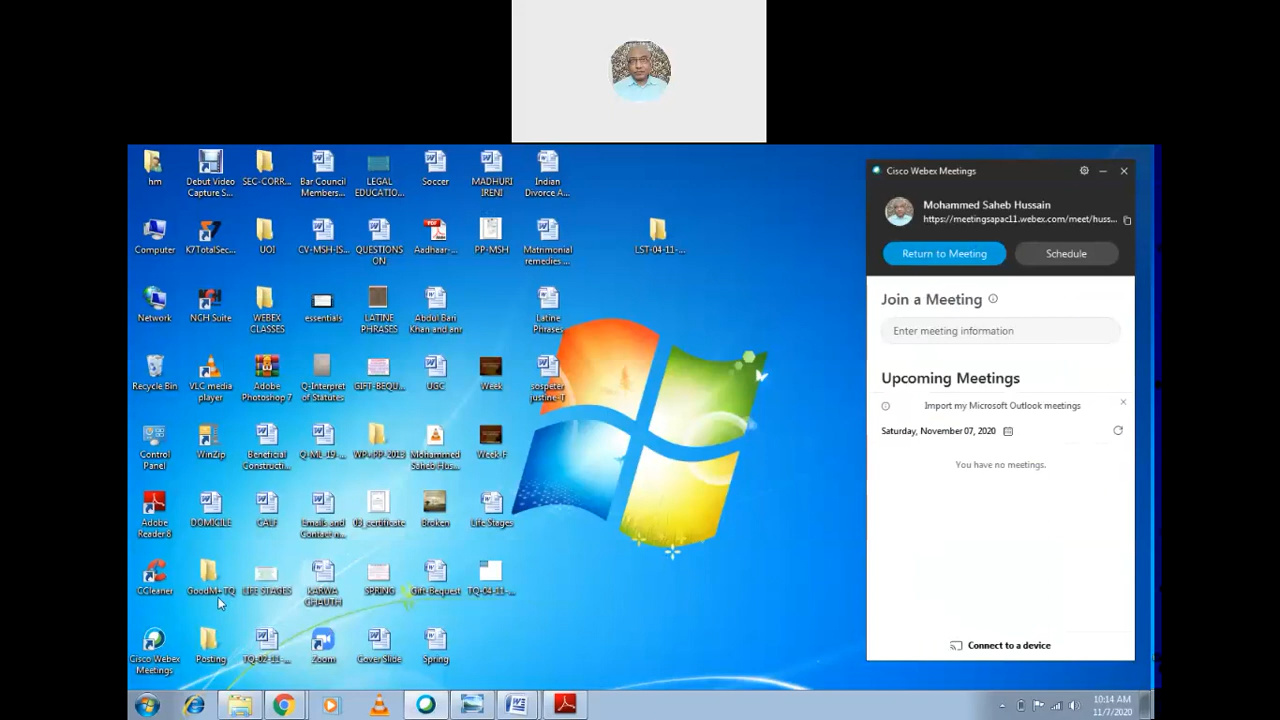 hm
Debut Video
Capture S...
SEC-CORR...
Bar Council
Members...
LEGAL
EDUCATIO...
Soccer
MADHURI
IRENI
Indian
Divorce A...
Computer
K7TotalSec...
UOI
CV-MSH-IS...
QUESTIONS
ON
Aadhaar-...
PP-MSH
Matrimonial
remedies ...
LST-04-11-...
Network
NCH Suite
WEBEX
CLASSES
essentials
LATINE
PHRASES
Abdul Bari
Khan and anr
Latine
Phrases
Recycle Bin
VLC media
player
Adobe
Photoshop 7
Q-Interpret
of Statutes
GIFT-BEQU...
UGC
Week
sospeter
justine-T
Control
Panel
WinZip
Beneficial
Constructi...
Q-ML-19-...
WP+PP-2013
Mohammed
Saheb Hus...
Week-F
Adobe
Reader 8
DOMICILE
CALF
Emails and
Contact n...
03_certificate
Broken
Life Stages
CCleaner
GoodM+TQ
LIFE STAGES
kARWA
CHAUTH
SPRING
Gift-Bequest
TQ-04-11-...
Cisco Webex
Meetings
Posting
TQ-02-11-...
Zoom
Cover Slide
Spring
Cisco Webex Meetings
Mohammed Saheb Hussain
https://meetingsapac11.webex.com/meet/huss...
Return to Meeting
Schedule
Join a Meeting
Enter meeting information
Upcoming Meetings
Import my Microsoft Outlook meetings
Saturday, November 07, 2020
You have no meetings.
Connect to a device
10:14 AM
11/7/2020